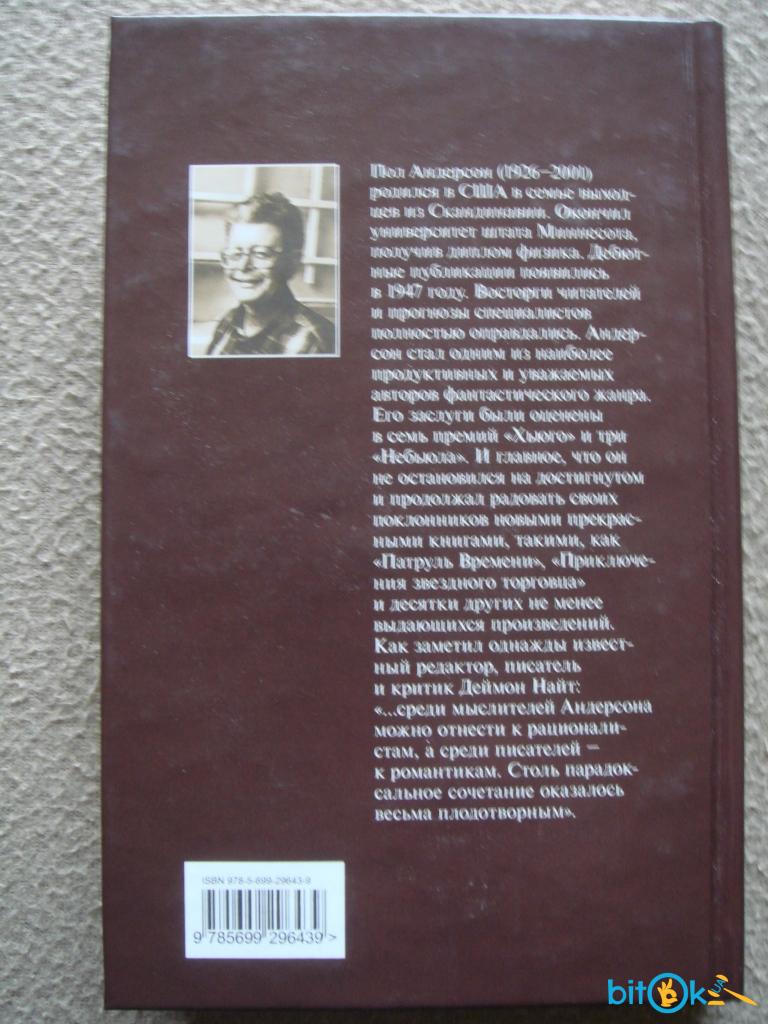 Пол Андерсон (1926–2001)
родился в США в семье выход-
цев из Скандинавии. Окончил
университет штата Миннесота,
получив диплом физика. Дебют-
ные публикации появились
в 1947 году. Восторги читателей
и прогнозы специалистов
полностью оправдались. Андер-
сон стал одним из наиболее
продуктивных и уважаемых
авторов фантастического жанра.
Его заслуги были оценены
в семь премий «Хьюго» и три
«Небьюла». И главное, что он
не остановился на достигнутом
и продолжал радовать своих
поклонников новыми прекрас-
ными книгами, такими, как
«Патруль Времени», «Приключе-
ния звездного торговца»
и десятки других не менее
выдающихся произведений.
Как заметил однажды извест-
ный редактор, писатель
и критик Деймон Найт:
«...среди мыслителей Андерсона
можно отнести к рационали-
стам, а среди писателей –
к романтикам. Столь парадок-
сальное сочетание оказалось
весьма плодотворным».
ISBN 978-5-699-29643-9
9 785699 296439 >
bitOk UA